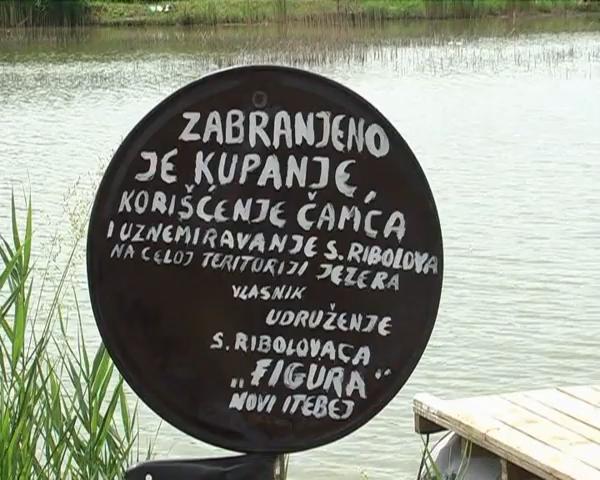 ZABRANJENO
JE KUPANJE,
KORIŠĆENJE ČAMCA
I UZNEMIRAVANJE S. RIBOLOVA
NA CELOJ TERITORIJI JEZERA
VLASNIK
UDRUŽENJE
S. RIBOLOVACA
„FIGURA“
NOVI ITEBEJ